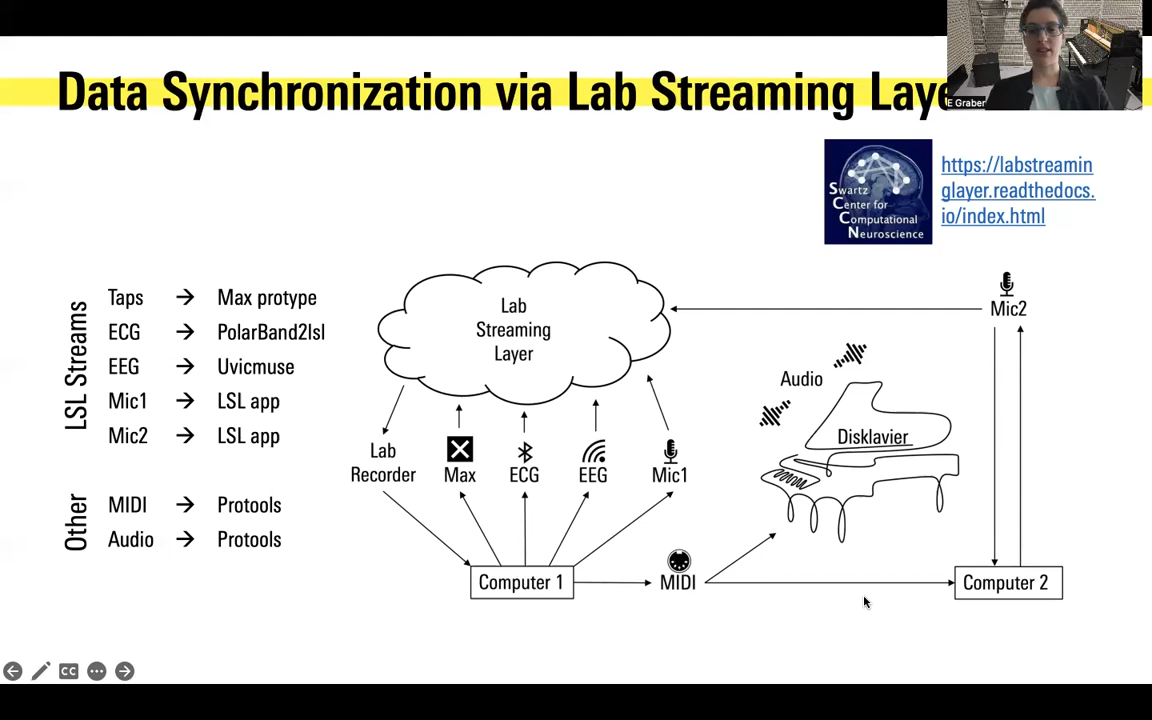 Data Synchronization via Lab Streaming Laye
E Graber
Swartz
Center for
Computational
Neuroscience
https://labstreamin
glayer.readthedocs.
io/index.html
LSL Streams
Taps → Max protype
ECG → PolarBand2lsl
EEG → Uvicmuse
Mic1 → LSL app
Mic2 → LSL app
Other
MIDI → Protools
Audio → Protools
Lab
Streaming
Layer
Mic2
Audio
Disklavier
Lab
Recorder
Max
ECG
EEG
Mic1
Computer 1
MIDI
Computer 2
CC